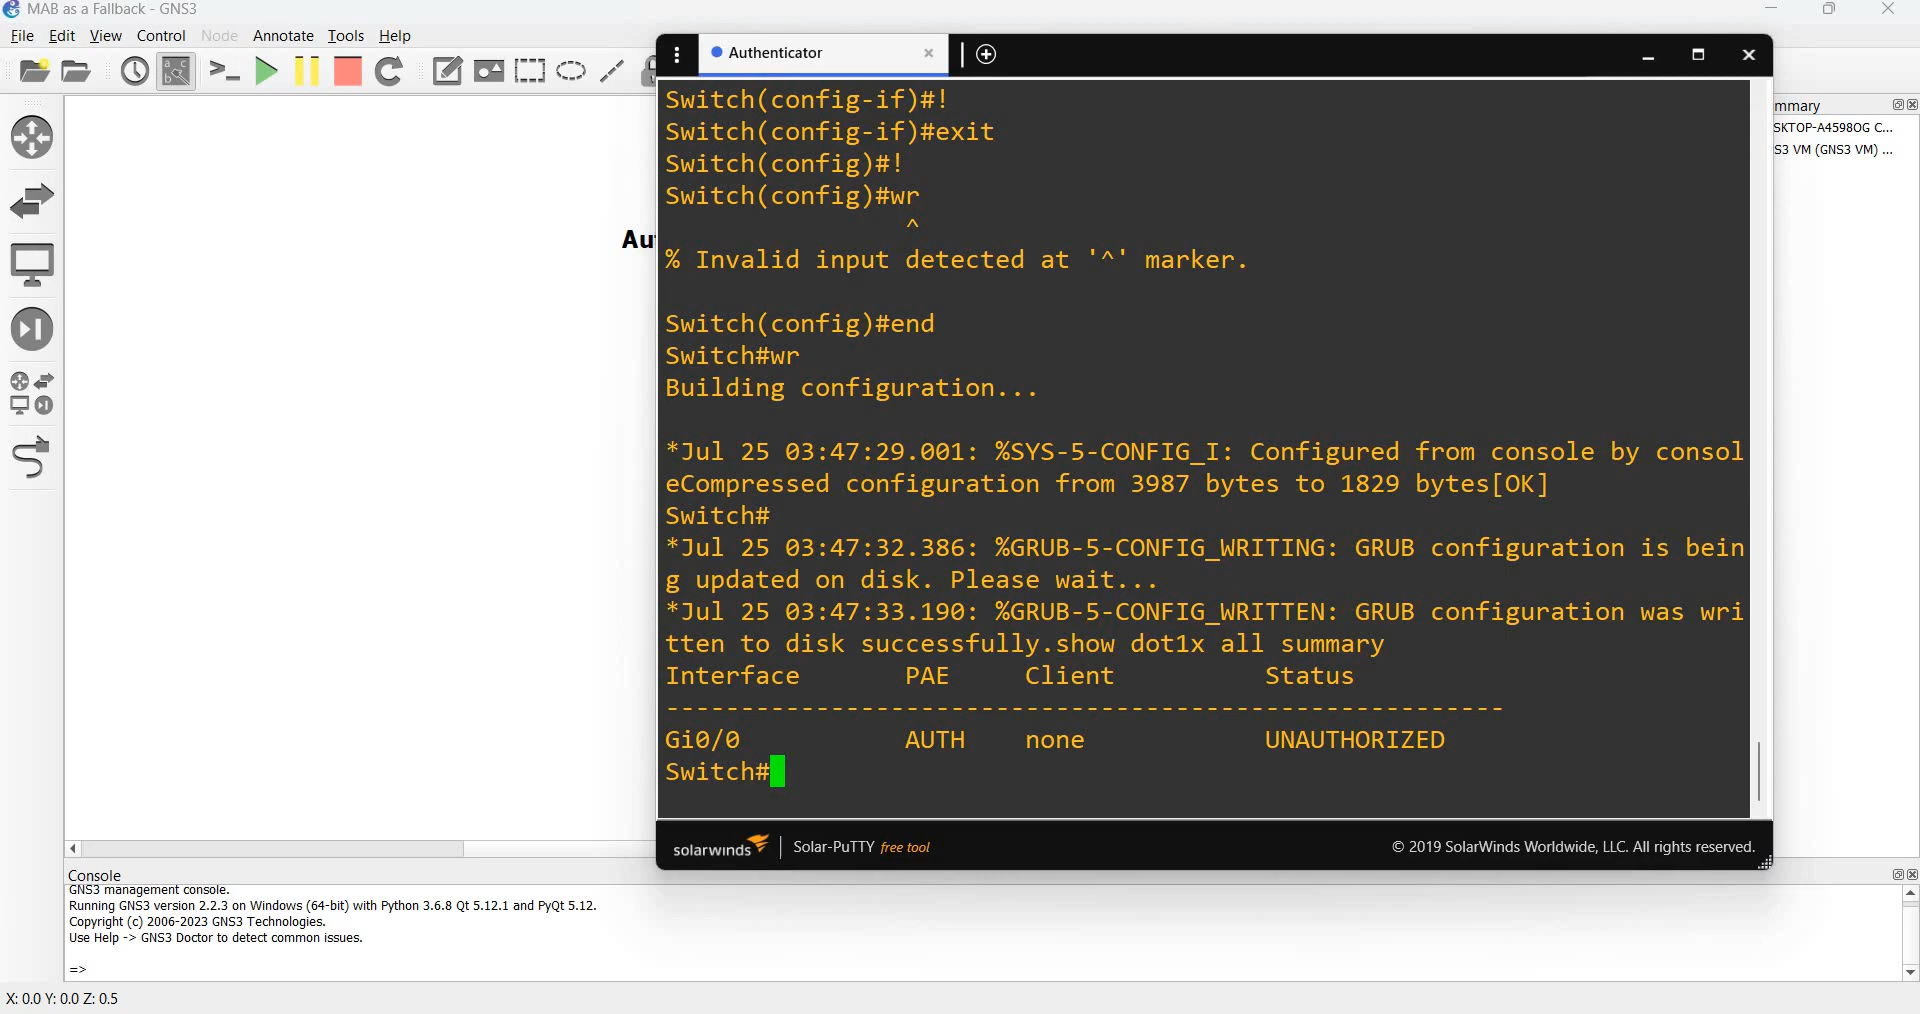 MAB as a Fallback - GNS3
File Edit View Control Node Annotate Tools Help
Authenticator
Switch(config-if)#!
Switch(config-if)#exit
Switch(config)#!
Switch(config)#wr
^
% Invalid input detected at '^' marker.
Switch(config)#end
Switch#wr
Building configuration...
*Jul 25 03:47:29.001: %SYS-5-CONFIG_I: Configured from console by consol
eCompressed configuration from 3987 bytes to 1829 bytes[OK]
Switch#
*Jul 25 03:47:32.386: %GRUB-5-CONFIG_WRITING: GRUB configuration is bein
g updated on disk. Please wait...
*Jul 25 03:47:33.190: %GRUB-5-CONFIG_WRITTEN: GRUB configuration was wri
tten to disk successfully.show dot1x all summary
Interface PAE Client Status
--------------------------------------------------------
Gi0/0 AUTH none UNAUTHORIZED
Switch#
solarwinds Solar-PuTTY free tool
© 2019 SolarWinds Worldwide, LLC. All rights reserved.
Au
mmary
SKTOP-A4598OG C...
S3 VM (GNS3 VM) ...
Console
GNS3 management console.
Running GNS3 version 2.2.3 on Windows (64-bit) with Python 3.6.8 Qt 5.12.1 and PyQt 5.12.
Copyright (c) 2006-2023 GNS3 Technologies.
Use Help -> GNS3 Doctor to detect common issues.
=>
X: 0.0 Y: 0.0 Z: 0.5